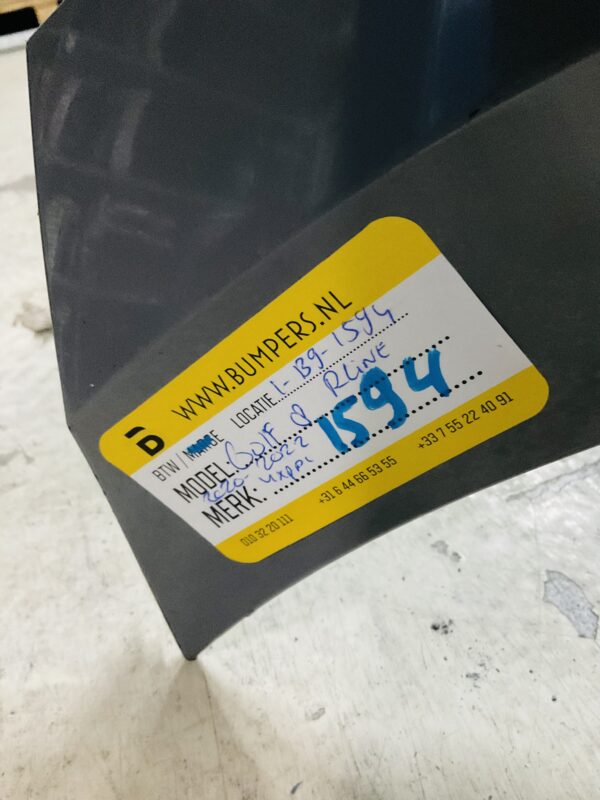 WWW.BUMPERS.NL
BTW / MARGE LOCATIE: 1-B9-1594
MODEL: Golf 8 RLINE
2020-2022
MERK: 1594
010 32 20 111 +31 6 44 66 53 55 +33 7 55 22 40 91